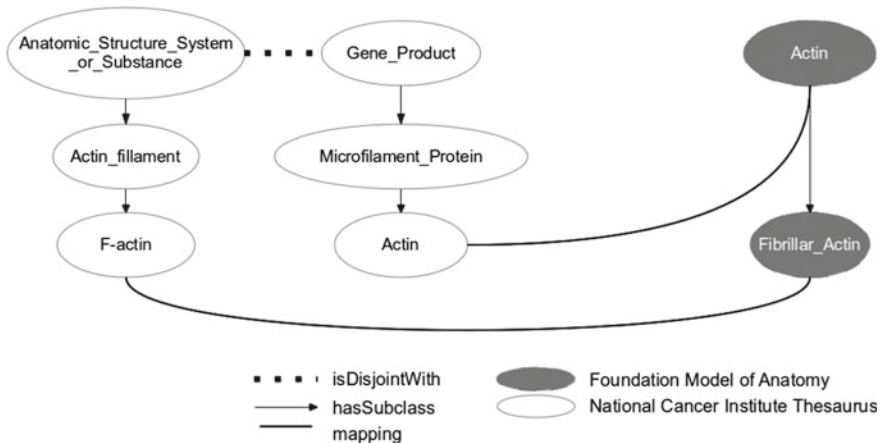 Anatomic_Structure_System
_or_Substance
Gene_Product
Actin
Actin_fillament
Microfilament_Protein
F-actin
Actin
Fibrillar_Actin
isDisjointWith
Foundation Model of Anatomy
hasSubclass
National Cancer Institute Thesaurus
mapping